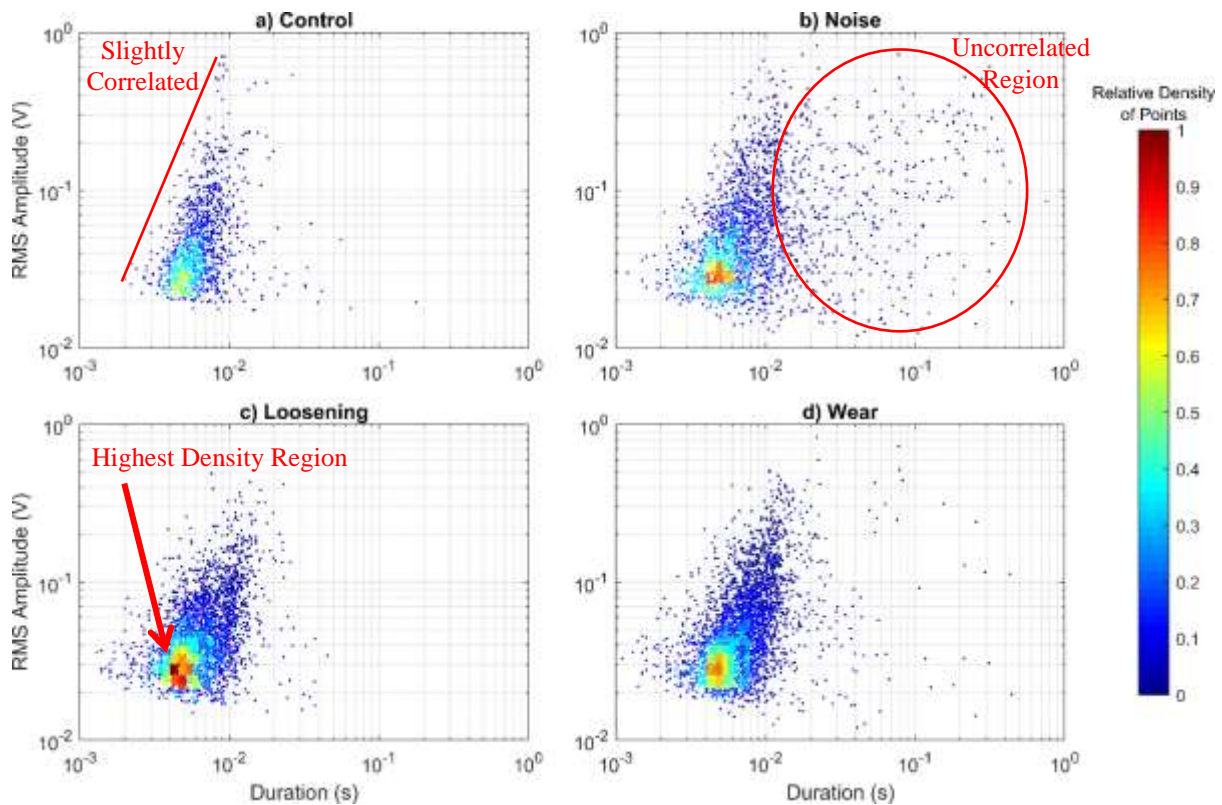 a) Control
Slightly
Correlated
RMS Amplitude (V)
10^0
10^-1
10^-2
10^-3
10^-2
10^-1
10^0
b) Noise
Uncorrelated
Region
10^0
10^-1
10^-2
10^-3
10^-2
10^-1
10^0
c) Loosening
Highest Density Region
RMS Amplitude (V)
10^0
10^-1
10^-2
10^-3
10^-2
10^-1
10^0
Duration (s)
d) Wear
10^0
10^-1
10^-2
10^-3
10^-2
10^-1
10^0
Duration (s)
Relative Density
of Points
1
0.9
0.8
0.7
0.6
0.5
0.4
0.3
0.2
0.1
0